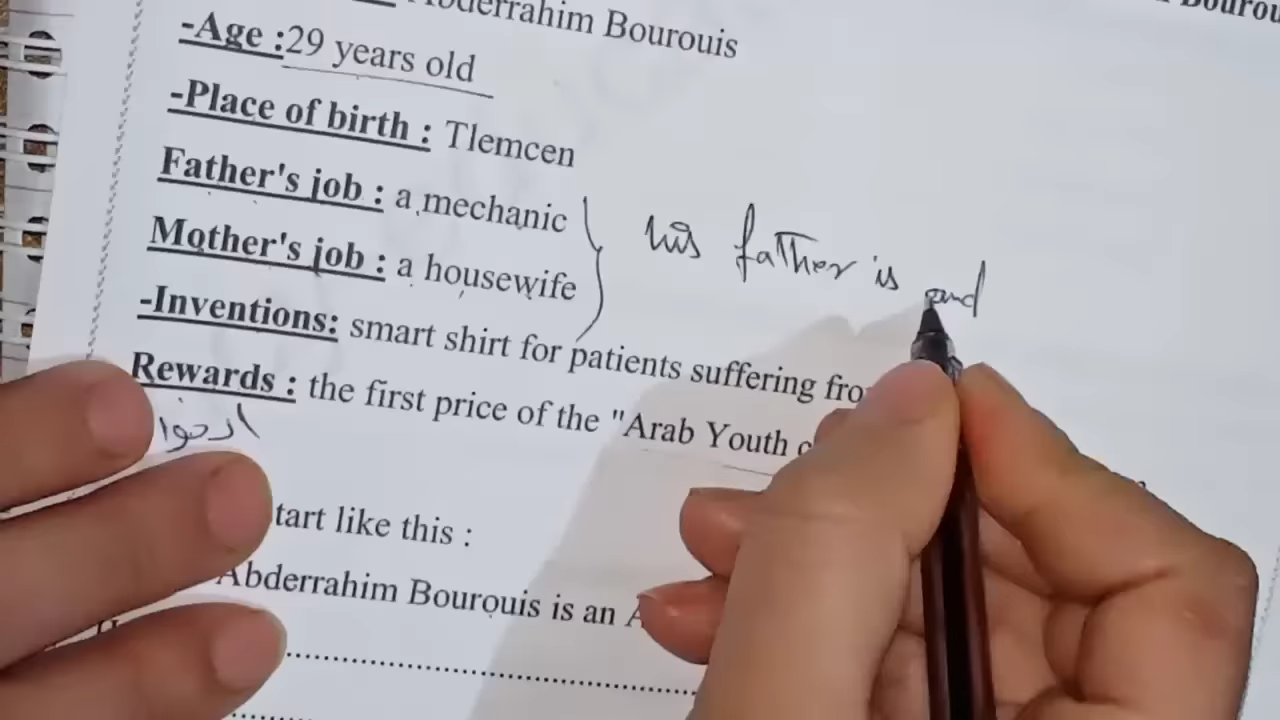 Abderrahim Bourouis
-Age :29 years old
-Place of birth : Tlemcen
Father's job : a mechanic
Mother's job : a housewife
his father is and
-Inventions: smart shirt for patients suffering fro
Rewards : the first price of the "Arab Youth c
tart like this :
Abderrahim Bourouis is an A